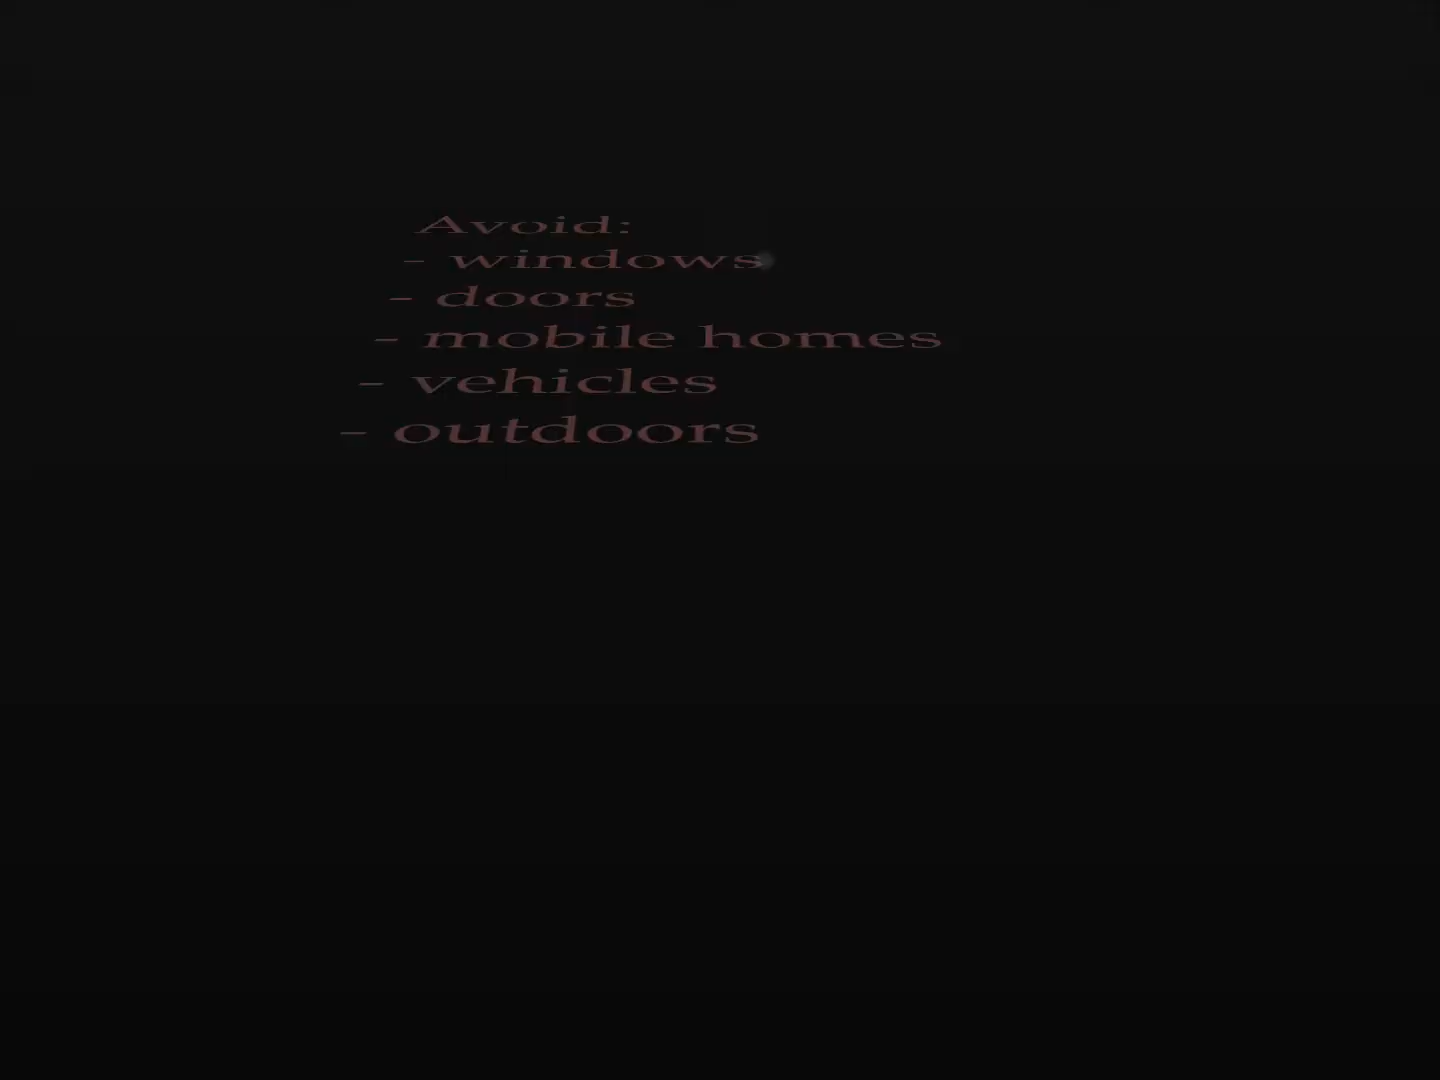 Avoid:
- windows
- doors
- mobile homes
- vehicles
- outdoors